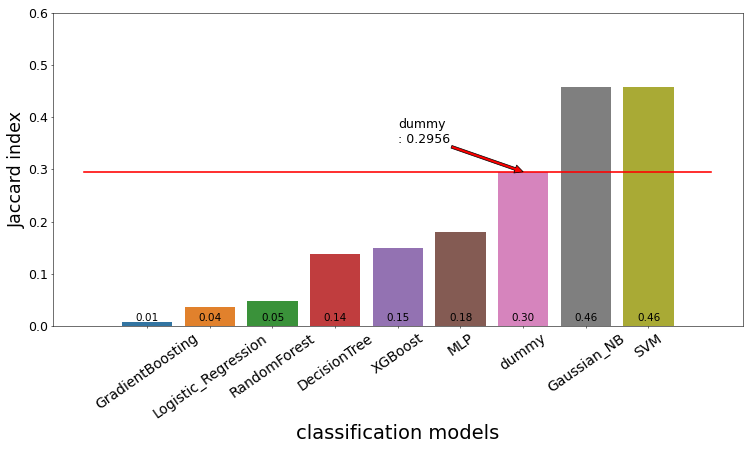 0.6
0.5
0.4
0.3
0.2
0.1
0.0
Jaccard index
dummy
: 0.2956
0.01 0.04 0.05 0.14 0.15 0.18 0.30 0.46 0.46
GradientBoosting
Logistic_Regression
RandomForest
DecisionTree
XGBoost
MLP
dummy
Gaussian_NB
SVM
classification models